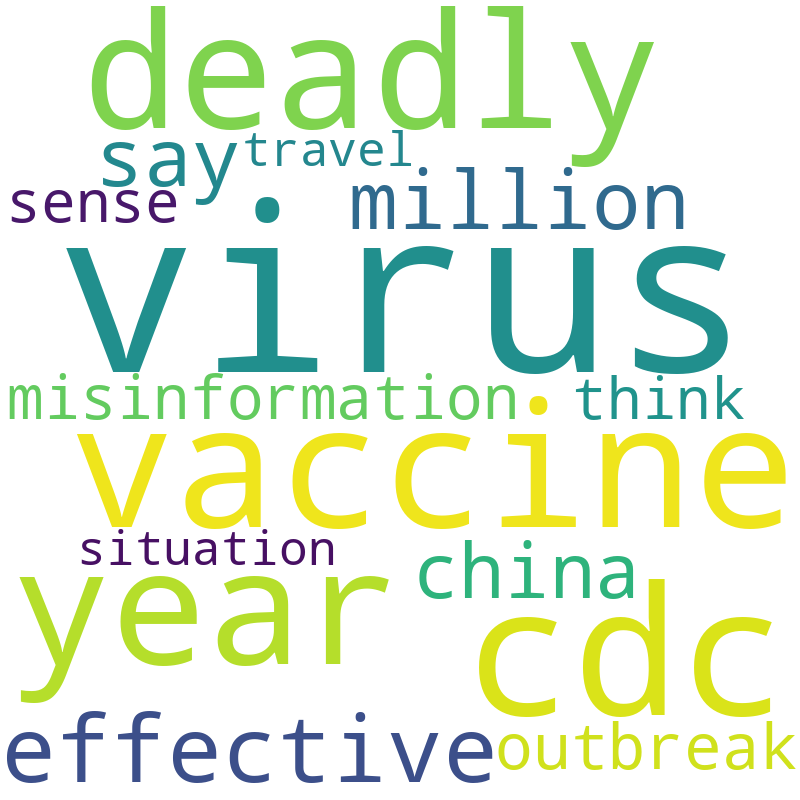 deadly
say travel
sense million
virus
misinformation think
vaccine
situation china
year cdc
effective outbreak